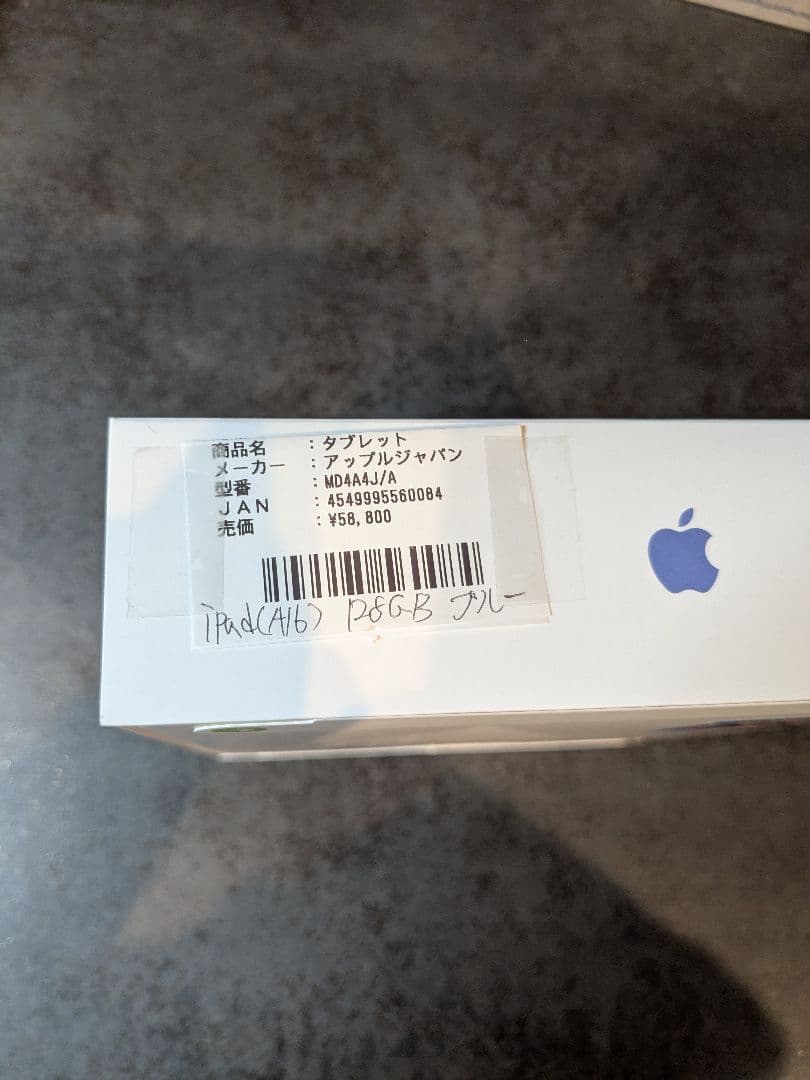 商品名 : タブレット
メーカー : アップルジャパン
型番 : MD4A4J/A
JAN : 4549995560084
売価 : ¥58,800
iPad(A16) 128GB ブルー